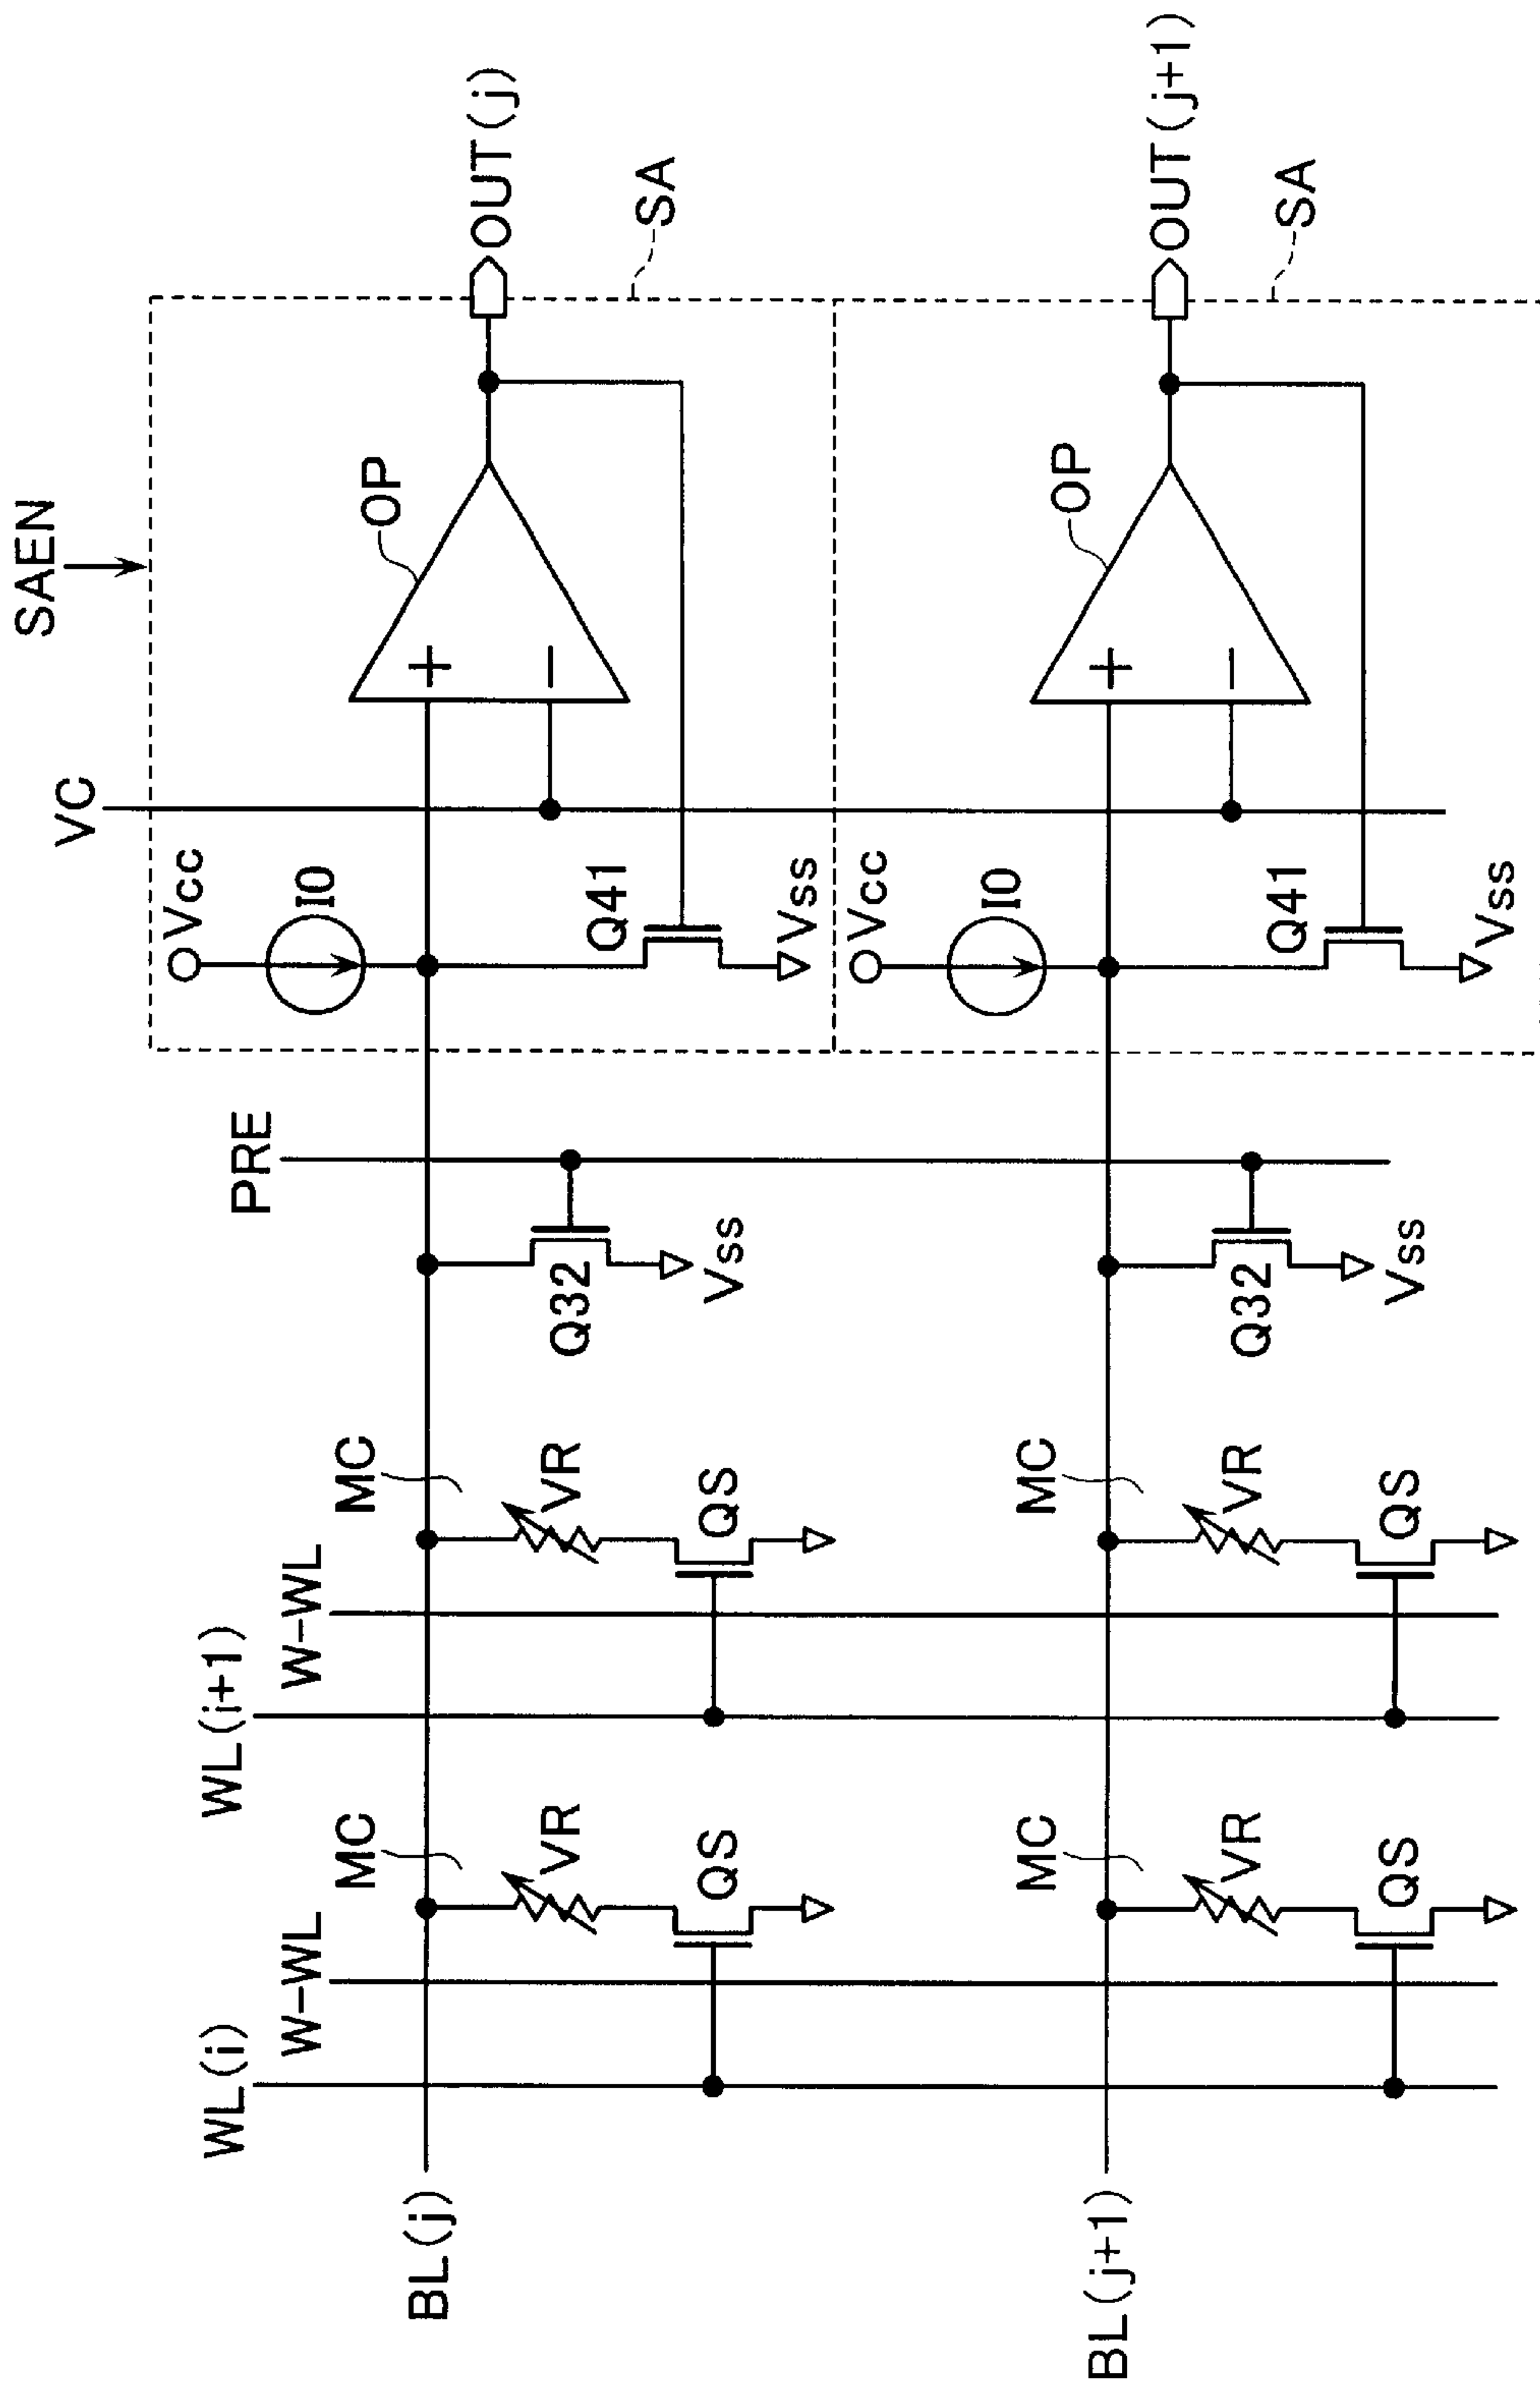 SAEN
VC
Vcc
I0
OP
+
−
OUT(j)
SA
Q41
Vss
PRE
Q32
Vss
WL(i+1)
W-WL
MC
VR
QS
WL(i)
W-WL
MC
VR
QS
BL(j)
Vcc
I0
OP
+
−
OUT(j+1)
SA
Q41
Vss
Q32
Vss
MC
VR
QS
MC
VR
QS
BL(j+1)